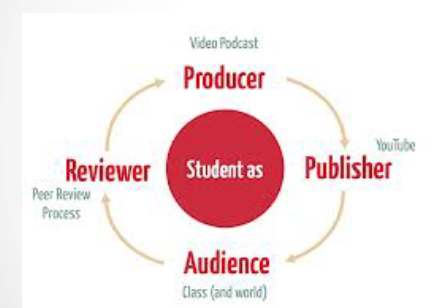 Video Podcast
Producer
YouTube
Reviewer
Student as
Publisher
Peer Review
Process
Audience
Class (and world)